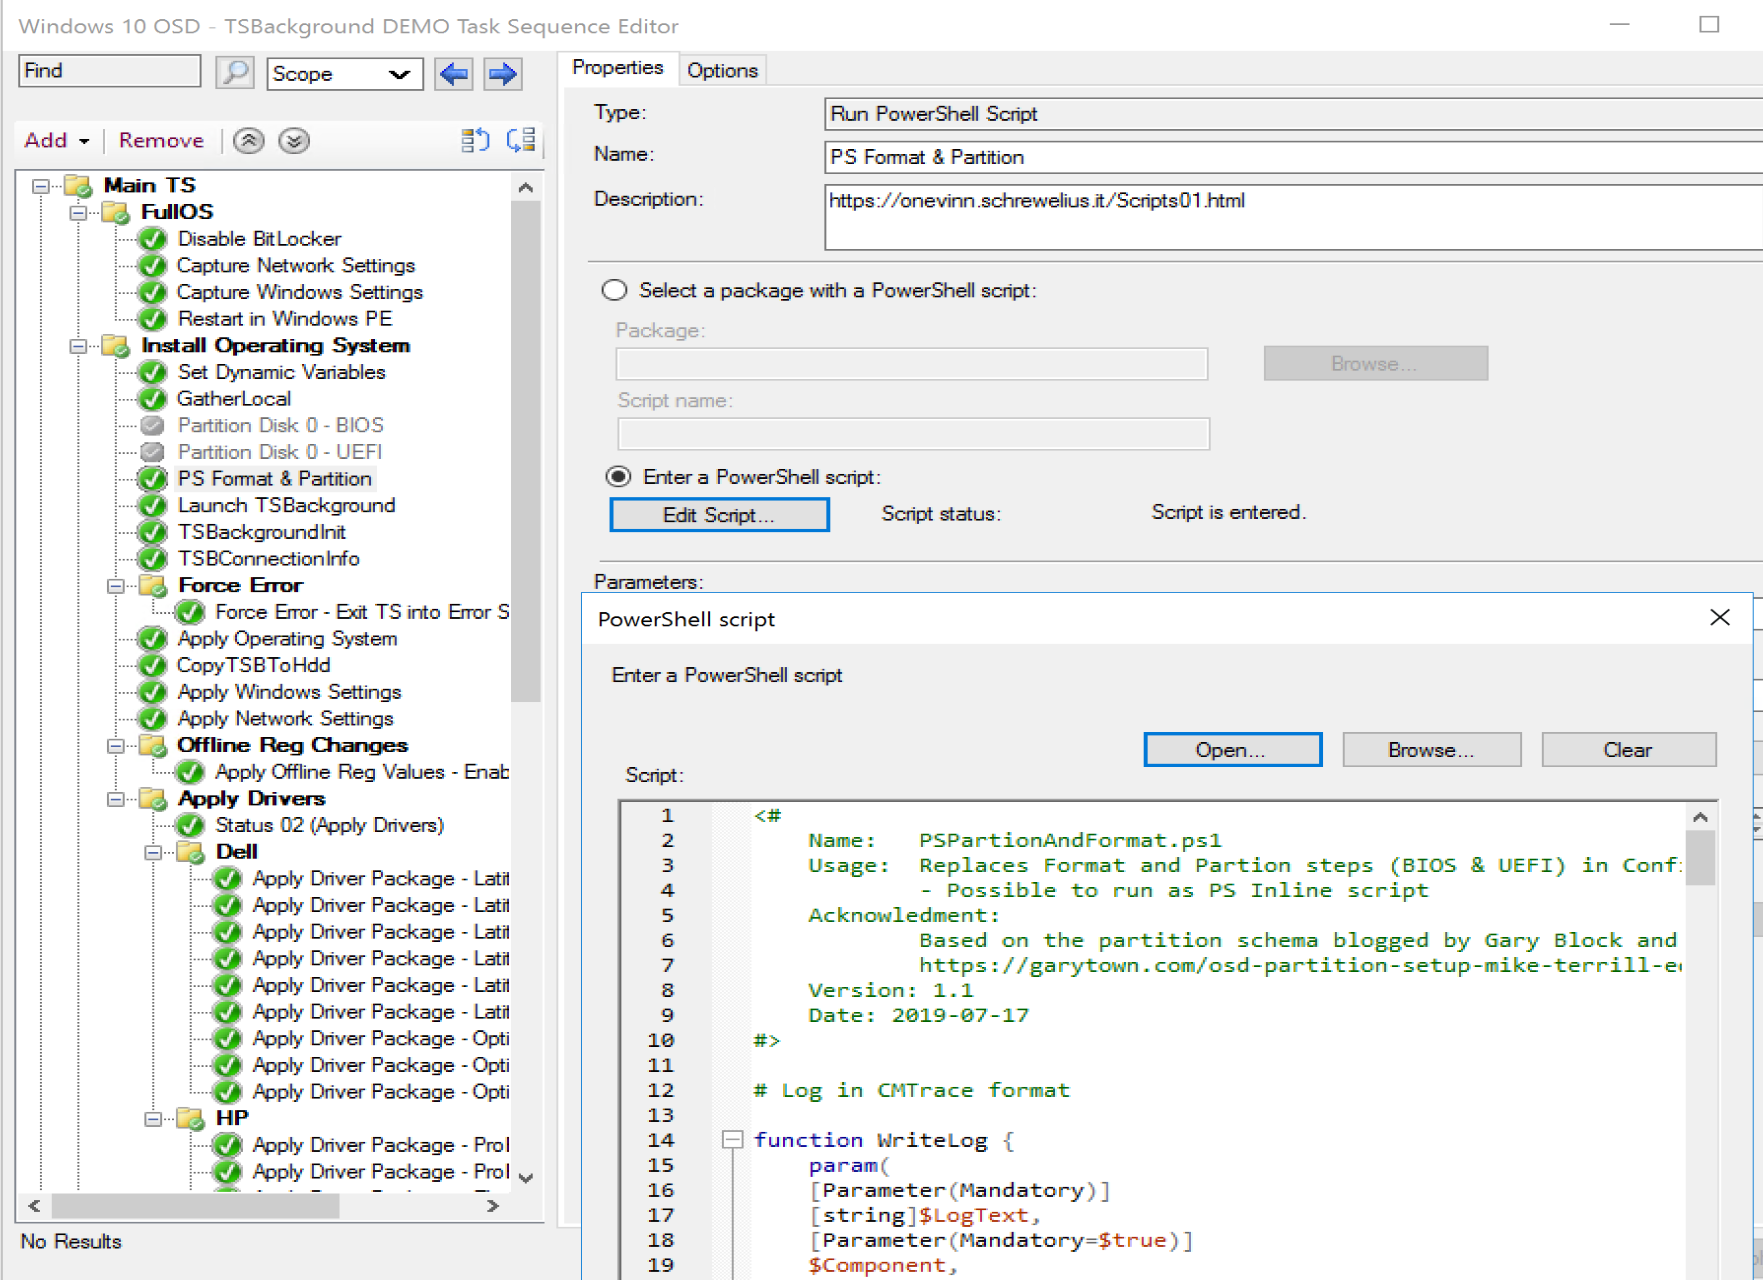 Windows 10 OSD - TSBackground DEMO Task Sequence Editor
Find
Scope
Add
Remove
Main TS
FullOS
Disable BitLocker
Capture Network Settings
Capture Windows Settings
Restart in Windows PE
Install Operating System
Set Dynamic Variables
GatherLocal
Partition Disk 0 - BIOS
Partition Disk 0 - UEFI
PS Format & Partition
Launch TSBackground
TSBackgroundInit
TSBConnectionInfo
Force Error
Force Error - Exit TS into Error S
Apply Operating System
CopyTSBToHdd
Apply Windows Settings
Apply Network Settings
Offline Reg Changes
Apply Offline Reg Values - Enab
Apply Drivers
Status 02 (Apply Drivers)
Dell
Apply Driver Package - Latit
Apply Driver Package - Latit
Apply Driver Package - Latit
Apply Driver Package - Latit
Apply Driver Package - Latit
Apply Driver Package - Latit
Apply Driver Package - Opti
Apply Driver Package - Opti
Apply Driver Package - Opti
HP
Apply Driver Package - Pro
Apply Driver Package - Pro
No Results
Properties
Options
Type:
Run PowerShell Script
Name:
PS Format & Partition
Description:
https://onevinn.schrewelius.it/Scripts01.html
Select a package with a PowerShell script:
Package:
Browse...
Script name:
Enter a PowerShell script:
Edit Script...
Script status:
Script is entered.
Parameters:
PowerShell script
Enter a PowerShell script
Open...
Browse...
Clear
Script:
1 <#
2 Name: PSPartionAndFormat.ps1
3 Usage: Replaces Format and Partion steps (BIOS & UEFI) in Conf
4 - Possible to run as PS Inline script
5 Acknowledment:
6 Based on the partition schema blogged by Gary Block and
7 https://garytown.com/osd-partition-setup-mike-terrill-e
8 Version: 1.1
9 Date: 2019-07-17
10 #>
11
12 # Log in CMTrace format
13
14 function WriteLog {
15 param(
16 [Parameter(Mandatory)]
17 [string]$LogText,
18 [Parameter(Mandatory=$true)]
19 $Component,